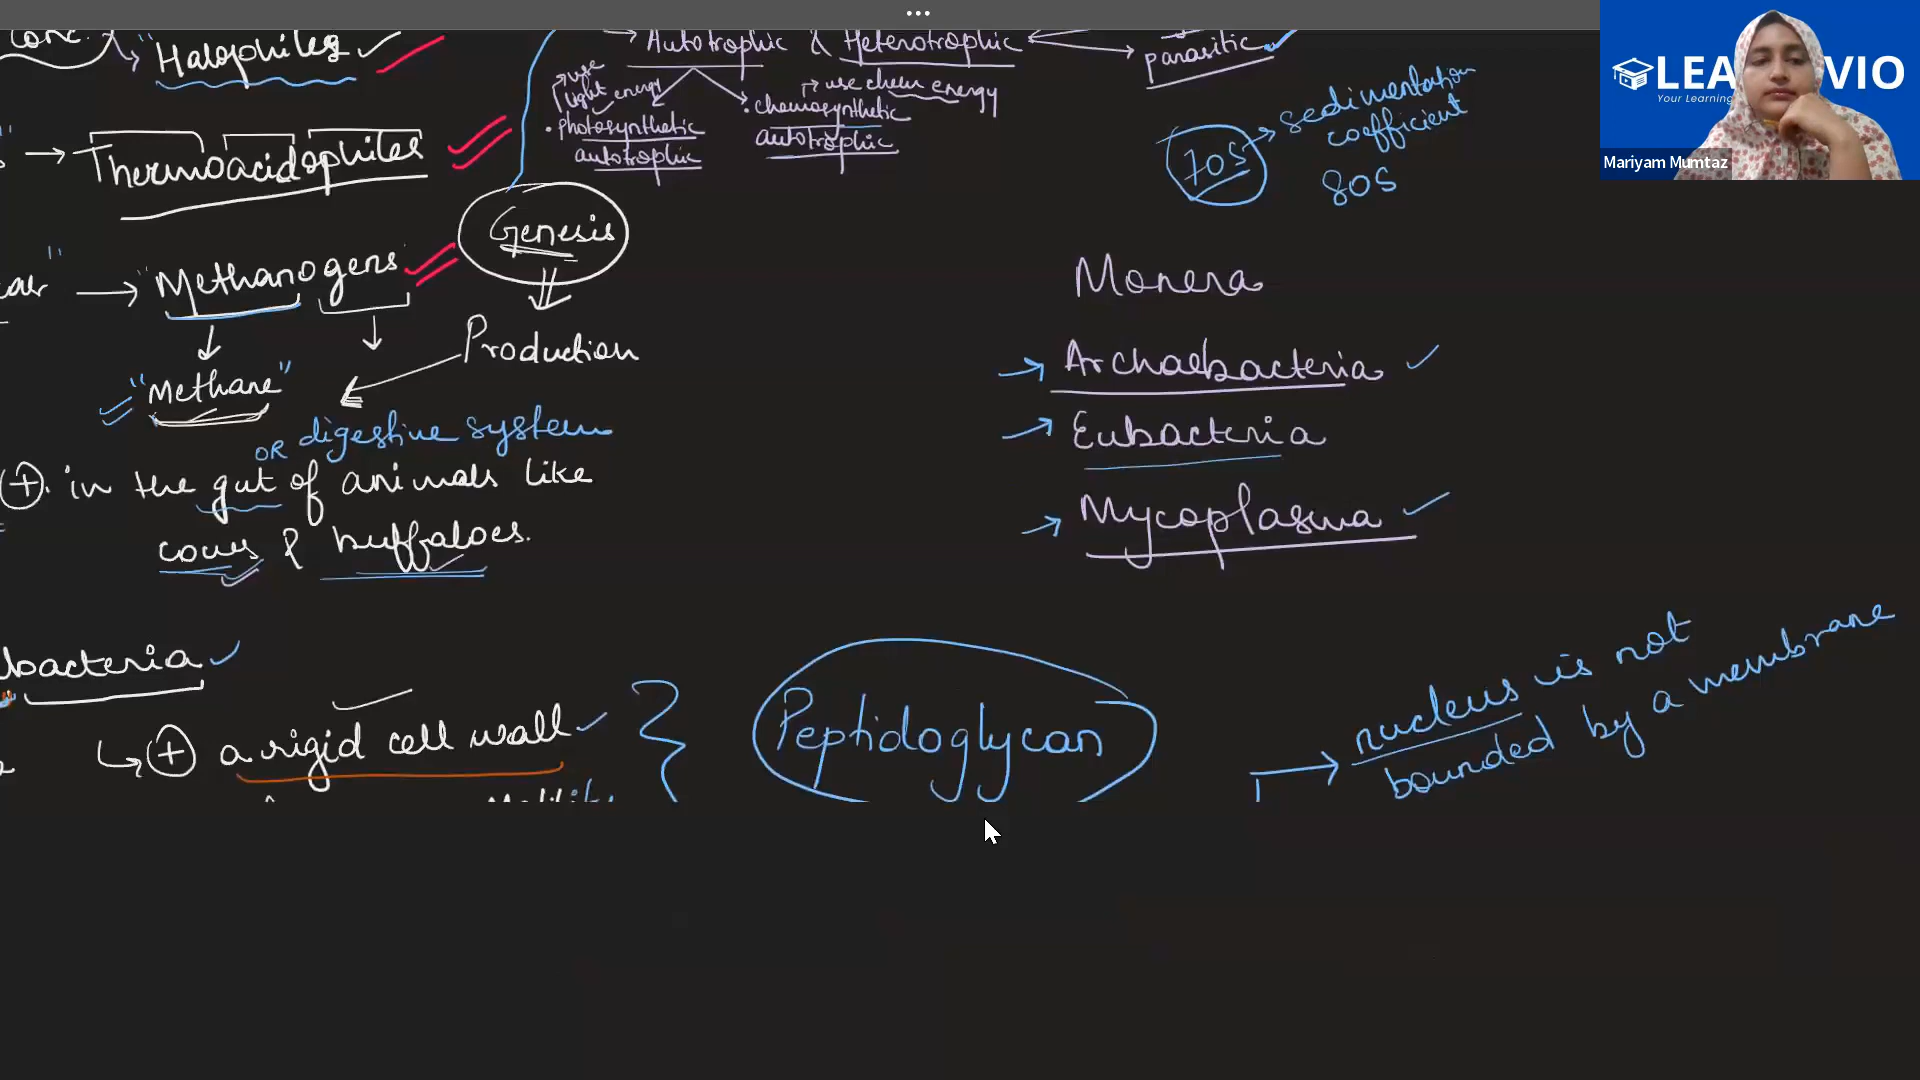 conc.
"Halophiles
Thermoacidophiles
"Methanogens
"Methane"
Genesis
Production
OR digestive system
(+). in the gut of animals like
cows & buffaloes.
bacteria
(+) a rigid cell wall
Autotrophic & Heterotrophic
parasitic
use
light energy
• photosynthetic
autotrophic
use chem energy
• chemosynthetic
autotrophic
70S
sedimentation
coefficient
80S
Monera
Archaebacteria
Eubacteria
Mycoplasma
Peptidoglycan
nucleus is not
bounded by a membrane
LEA VIO
Your Learning
Mariyam Mumtaz